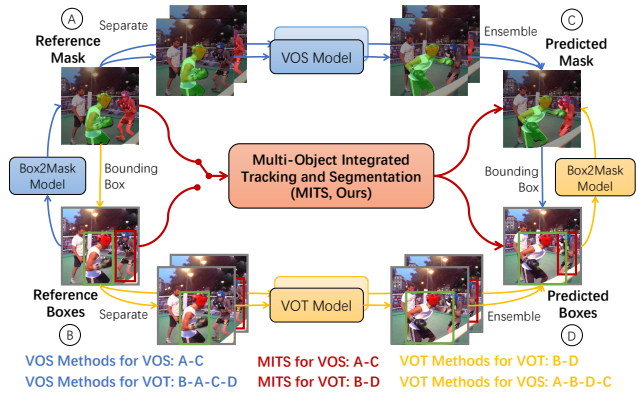 A
C
Reference
Mask
Separate
VOS Model
Ensemble
Predicted
Mask
Box2Mask
Model
Bounding
Box
Multi-Object Integrated
Tracking and Segmentation
(MITS, Ours)
Bounding
Box
Box2Mask
Model
Reference
Boxes
Separate
VOT Model
Ensemble
Predicted
Boxes
B
D
VOS Methods for VOS: A-C
VOS Methods for VOT: B-A-C-D
MITS for VOS: A-C
MITS for VOT: B-D
VOT Methods for VOT: B-D
VOT Methods for VOS: A-B-D-C